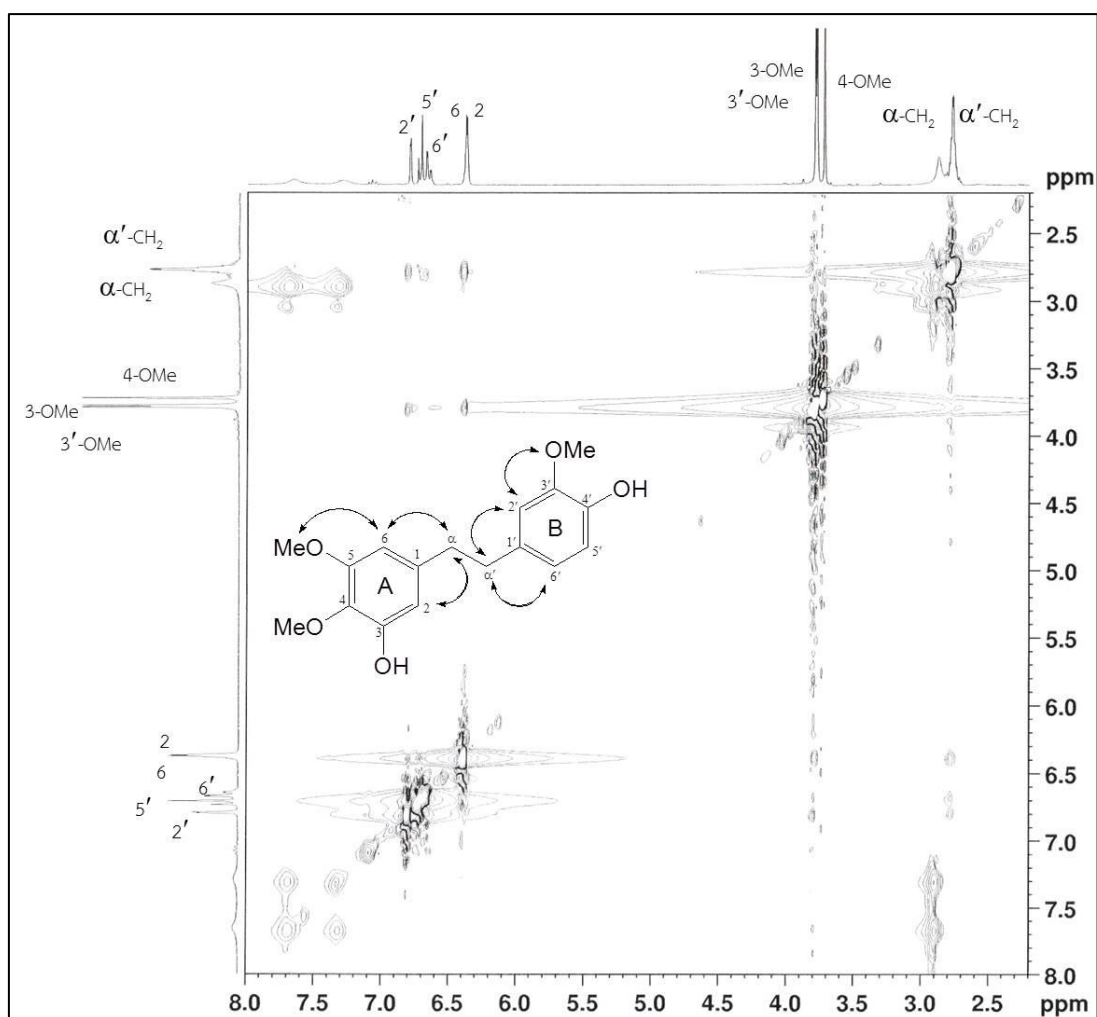 3-OMe
4-OMe
3′-OMe
5′
6 2
2′
6′
α-CH2
α′-CH2
ppm
α′-CH2
α-CH2
4-OMe
3-OMe
3′-OMe
2
6
6′
5′
2′
2.5
3.0
3.5
4.0
4.5
5.0
5.5
6.0
6.5
7.0
7.5
8.0
OMe
3′
4′
OH
2′
B
5′
1′
6′
α
α′
6
MeO
5
1
A
4
2
MeO
3
OH
8.0 7.5 7.0 6.5 6.0 5.5 5.0 4.5 4.0 3.5 3.0 2.5 ppm